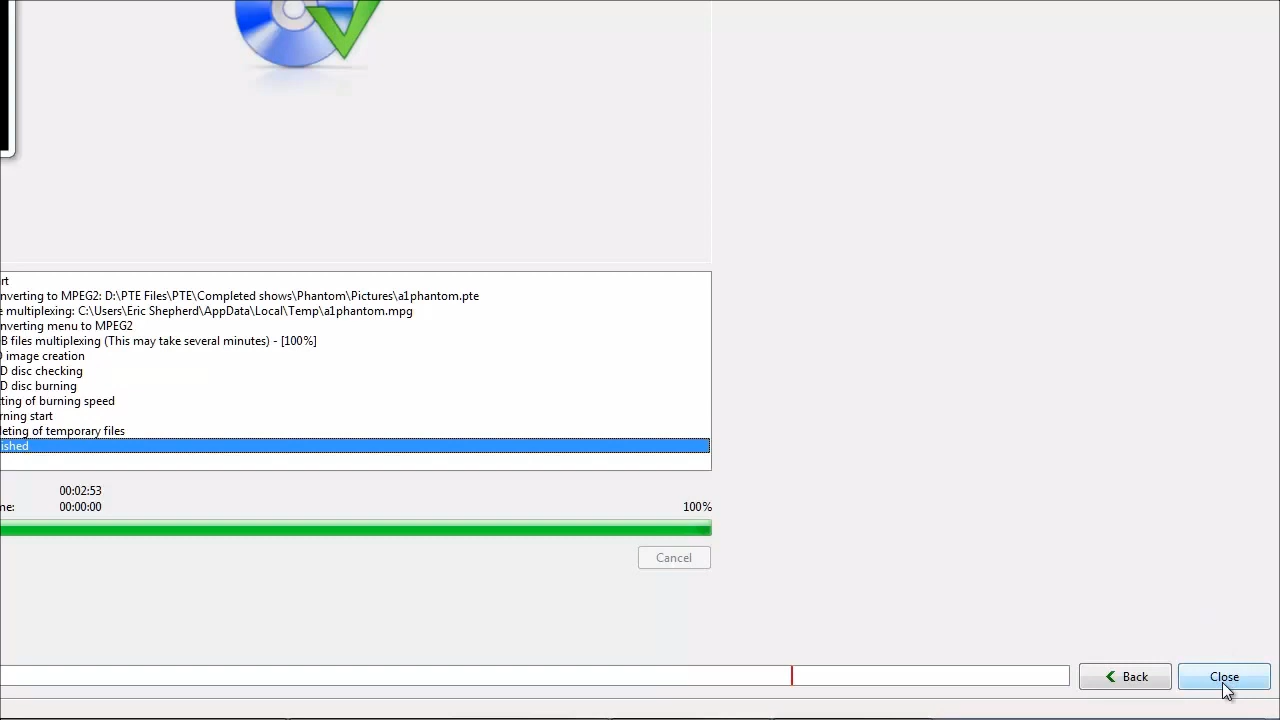 rt
nverting to MPEG2: D:\PTE Files\PTE\Completed shows\Phantom\Pictures\a1phantom.pte
e multiplexing: C:\Users\Eric Shepherd\AppData\Local\Temp\a1phantom.mpg
nverting menu to MPEG2
B files multiplexing (This may take several minutes) - [100%]
D image creation
D disc checking
D disc burning
ting of burning speed
rning start
leting of temporary files
ished
00:02:53
ne: 00:00:00 100%
Cancel
Back Close